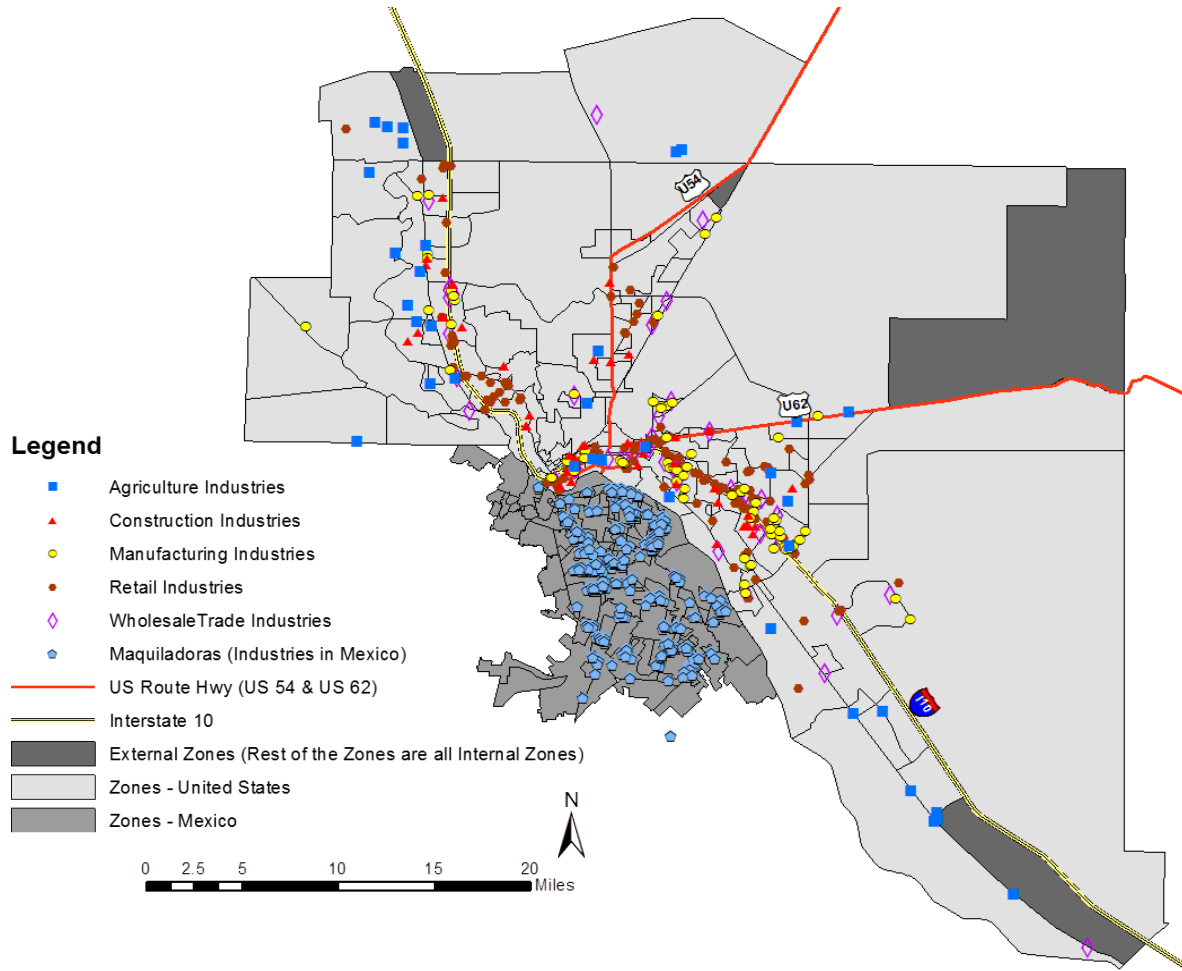 U54
U62
Legend
Agriculture Industries
Construction Industries
Manufacturing Industries
Retail Industries
WholesaleTrade Industries
Maquiladoras (Industries in Mexico)
US Route Hwy (US 54 & US 62)
Interstate 10
External Zones (Rest of the Zones are all Internal Zones)
Zones - United States
Zones - Mexico
I10
N
0 2.5 5 10 15 20
Miles